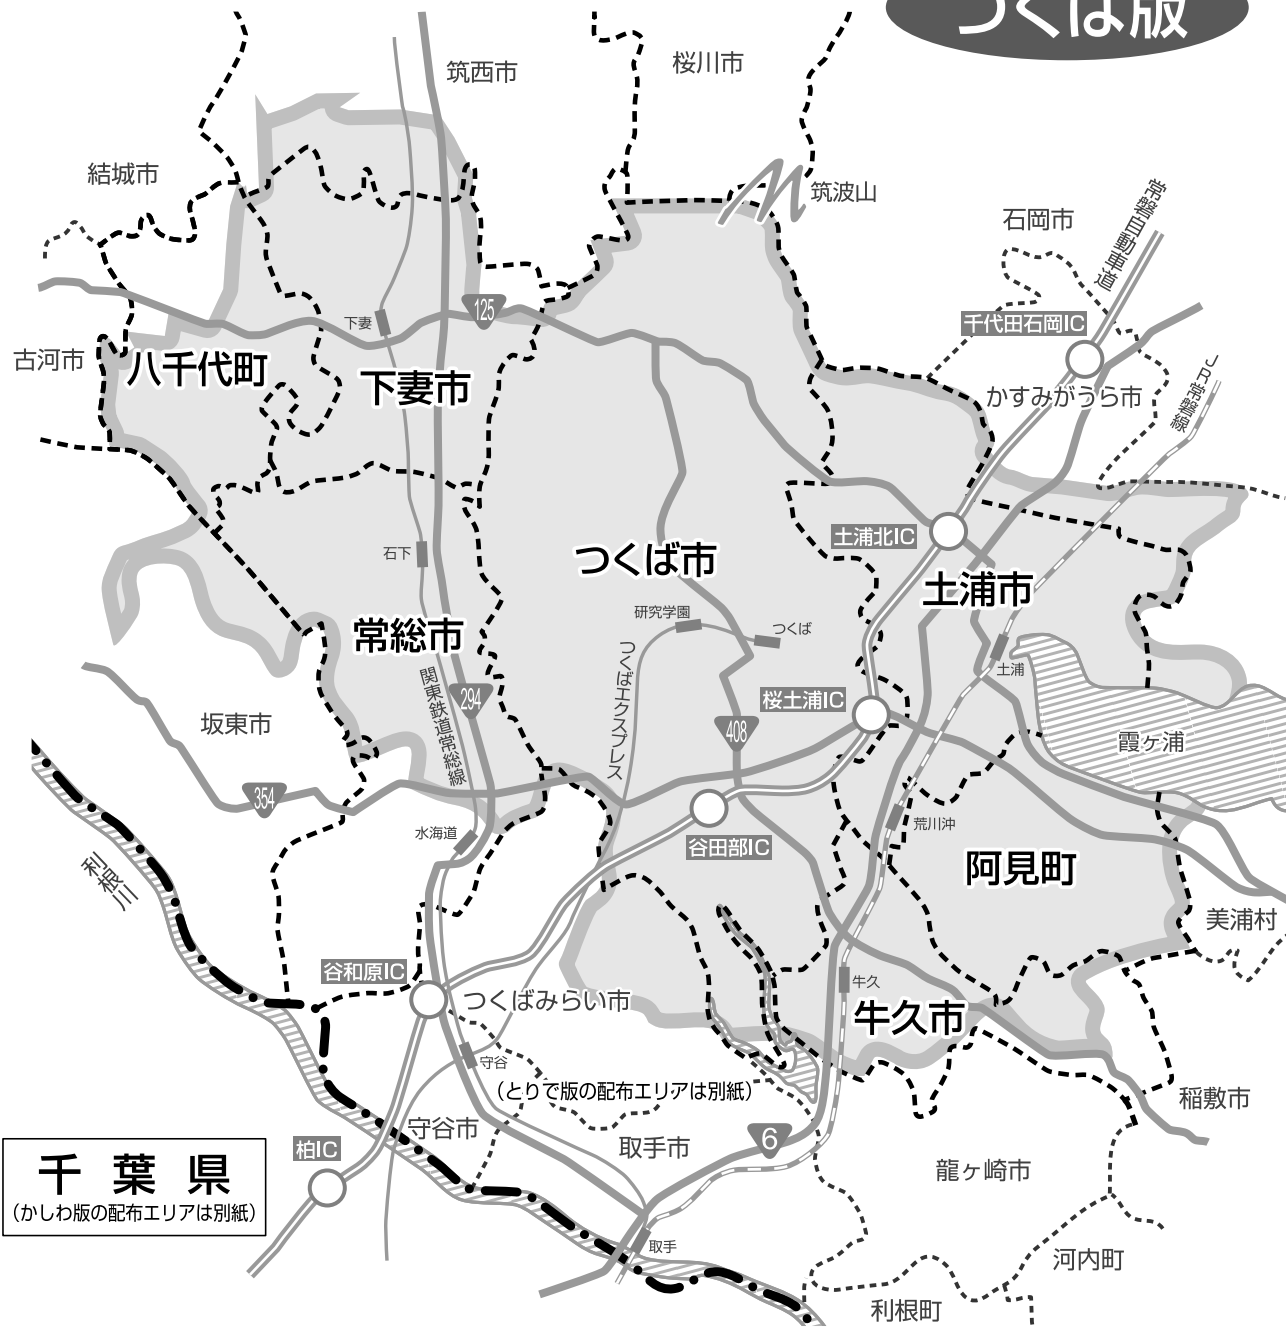 つくば版
筑西市
桜川市
結城市
筑波山
石岡市
常磐自動車道
千代田石岡IC
125
下妻
古河市
八千代町
下妻市
かすみがうら市
JR常磐線
土浦北IC
石下
つくば市
土浦市
研究学園
つくば
常総市
つくばエクスプレス
土浦
関東鉄道常総線
294
桜土浦IC
408
坂東市
霞ヶ浦
354
水海道
荒川沖
谷田部IC
利根川
阿見町
美浦村
谷和原IC
つくばみらい市
牛久
牛久市
守谷
(とりで版の配布エリアは別紙)
稲敷市
守谷市
取手市
6
柏IC
千葉県
(かしわ版の配布エリアは別紙)
龍ヶ崎市
取手
河内町
利根町